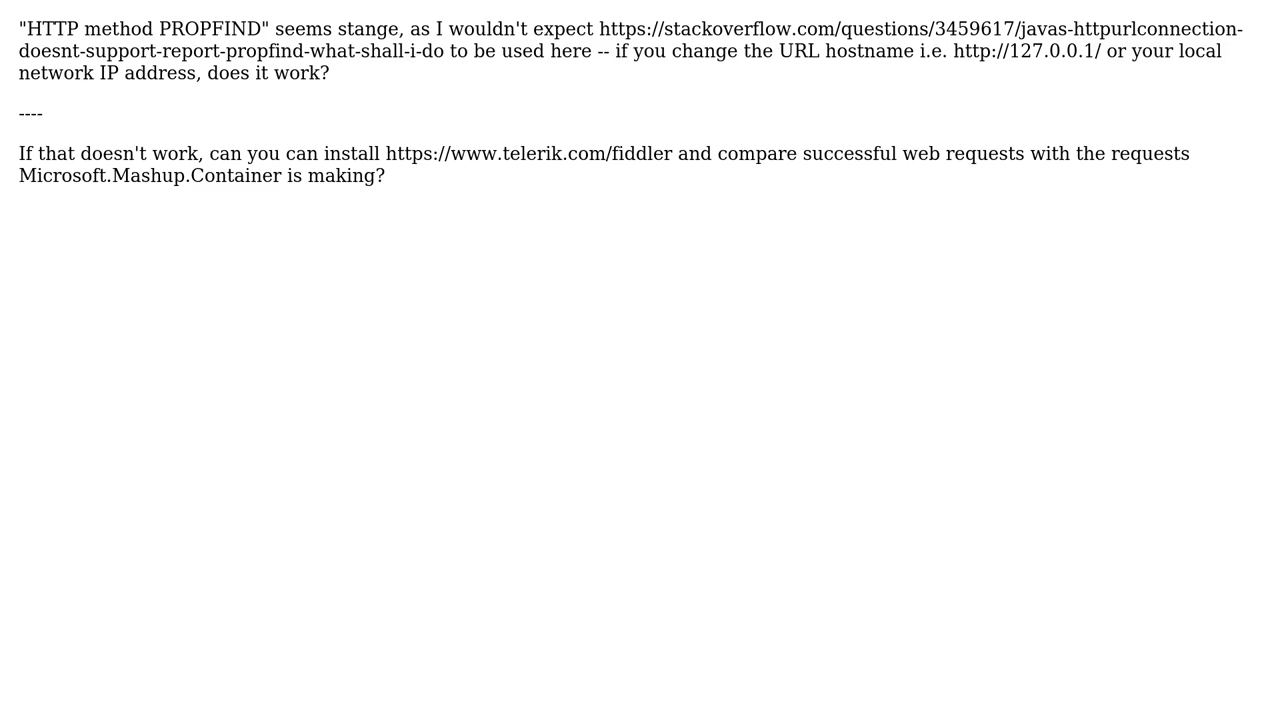 "HTTP method PROPFIND" seems stange, as I wouldn't expect https://stackoverflow.com/questions/3459617/javas-httpurlconnection-
doesnt-support-report-propfind-what-shall-i-do to be used here -- if you change the URL hostname i.e. http://127.0.0.1/ or your local
network IP address, does it work?
----
If that doesn't work, can you can install https://www.telerik.com/fiddler and compare successful web requests with the requests
Microsoft.Mashup.Container is making?